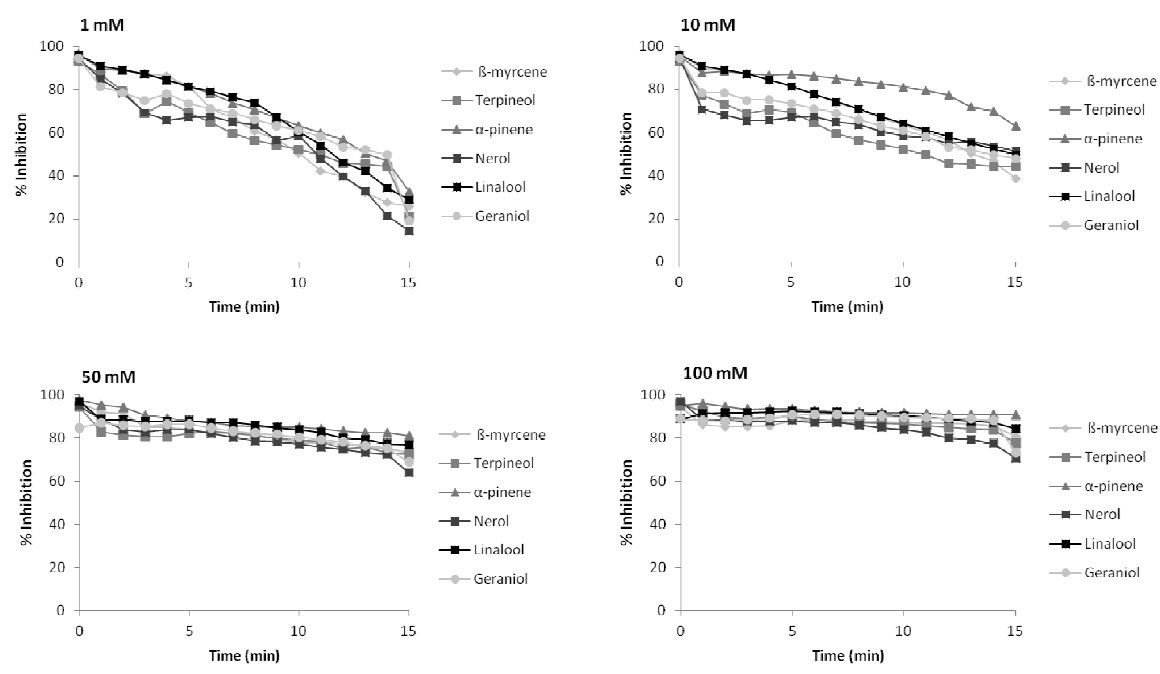 1 mM
100
80
60
40
20
0
% Inhibition
0 5 10 15
Time (min)
ß-myrcene
Terpineol
α-pinene
Nerol
Linalool
Geraniol
10 mM
100
80
60
40
20
0
% Inhibition
0 5 10 15
Time (min)
ß-myrcene
Terpineol
α-pinene
Nerol
Linalool
Geraniol
50 mM
100
80
60
40
20
0
% Inhibition
0 5 10 15
Time (min)
ß-myrcene
Terpineol
α-pinene
Nerol
Linalool
Geraniol
100 mM
100
80
60
40
20
0
% Inhibition
0 5 10 15
Time (min)
ß-myrcene
Terpineol
α-pinene
Nerol
Linalool
Geraniol